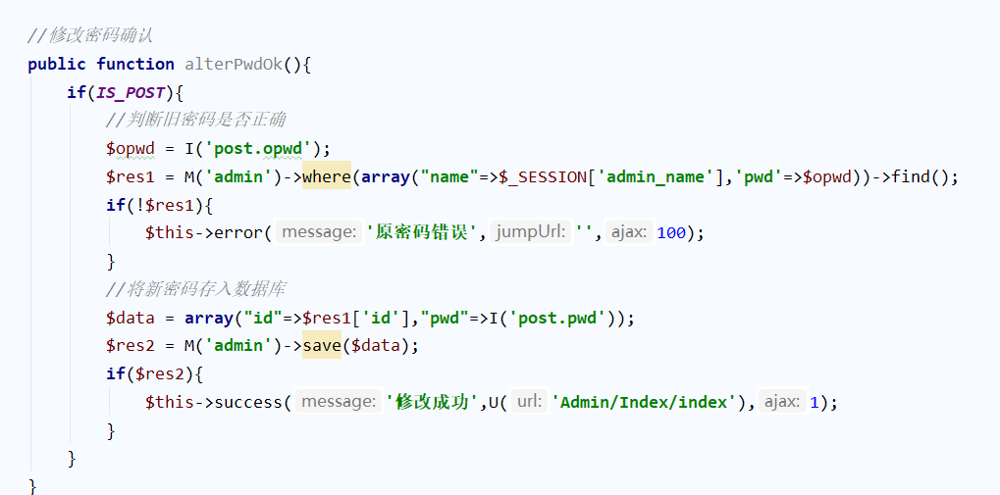 //修改密码确认
public function alterPwdOk(){
if(IS_POST){
//判断旧密码是否正确
$opwd = I('post.opwd');
$res1 = M('admin')->where(array("name"=>$_SESSION['admin_name'],'pwd'=>$opwd))->find();
if(!$res1){
$this->error( message: '原密码错误', jumpUrl: '', ajax: 100);
}
//将新密码存入数据库
$data = array("id"=>$res1['id'],"pwd"=>I('post.pwd'));
$res2 = M('admin')->save($data);
if($res2){
$this->success( message: '修改成功',U( url: 'Admin/Index/index'), ajax: 1);
}
}
}